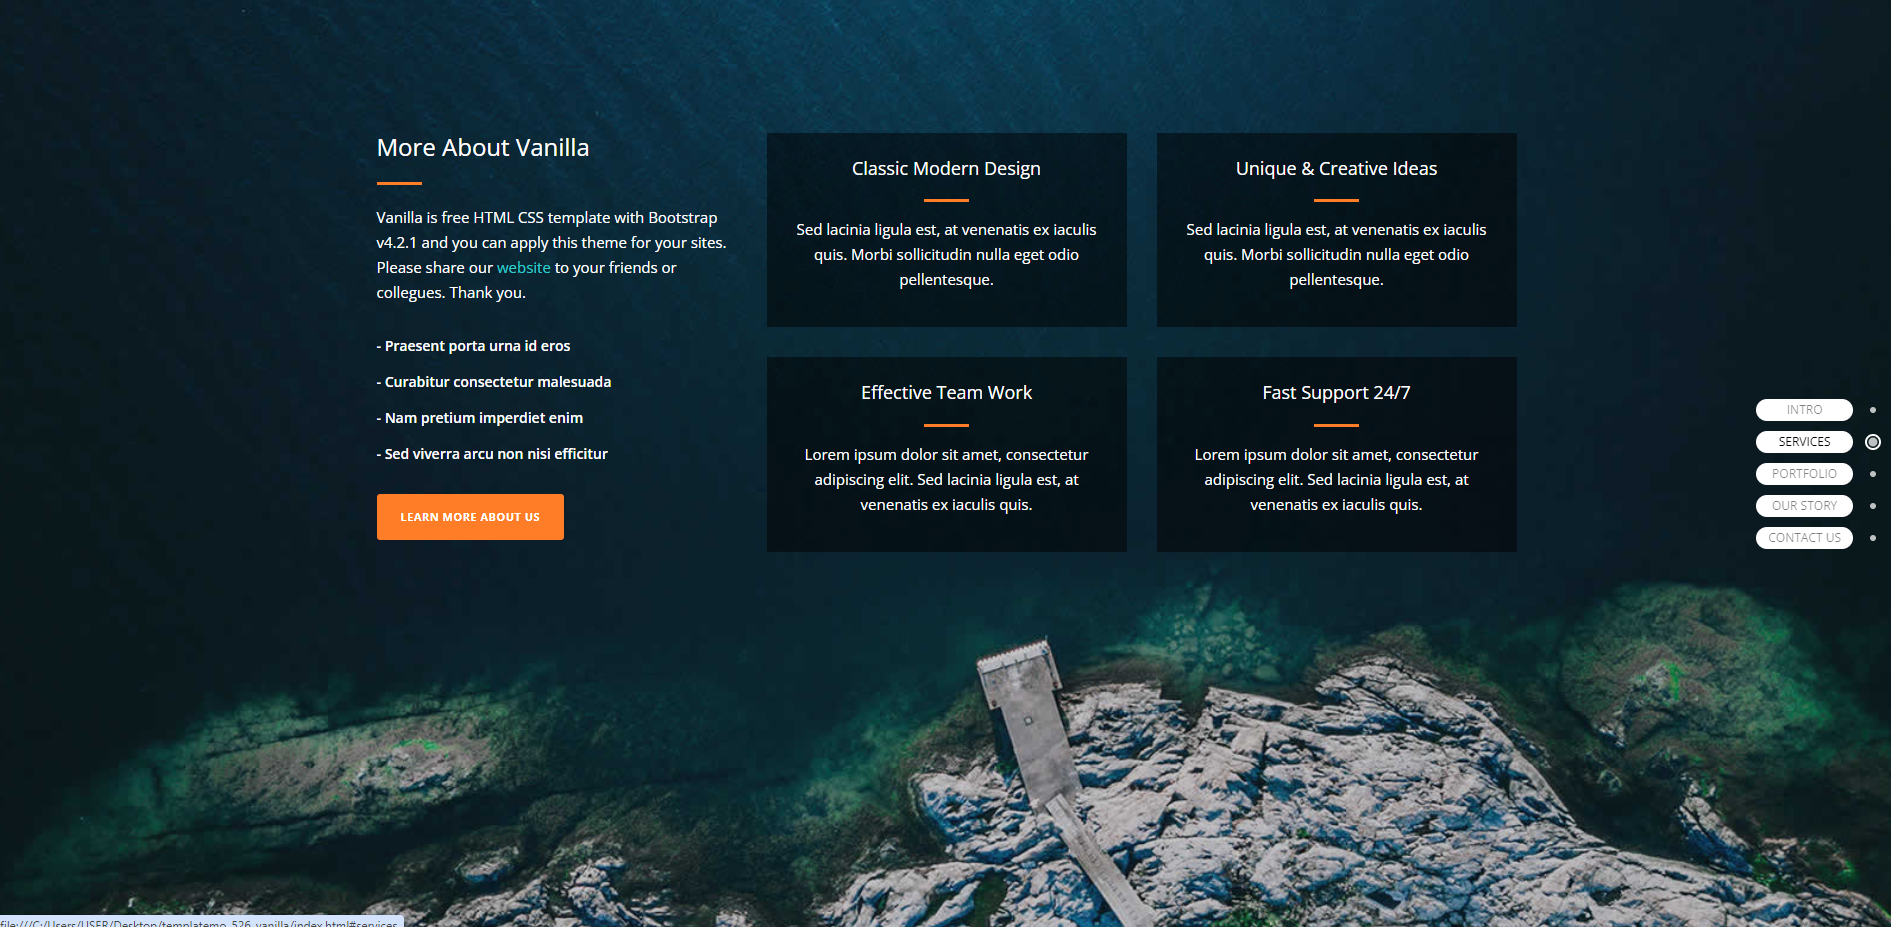 More About Vanilla
Vanilla is free HTML CSS template with Bootstrap
v4.2.1 and you can apply this theme for your sites.
Please share our website to your friends or
collegues. Thank you.
- Praesent porta urna id eros
- Curabitur consectetur malesuada
- Nam pretium imperdiet enim
- Sed viverra arcu non nisi efficitur
LEARN MORE ABOUT US
Classic Modern Design
Sed lacinia ligula est, at venenatis ex iaculis
quis. Morbi sollicitudin nulla eget odio
pellentesque.
Unique & Creative Ideas
Sed lacinia ligula est, at venenatis ex iaculis
quis. Morbi sollicitudin nulla eget odio
pellentesque.
Effective Team Work
Lorem ipsum dolor sit amet, consectetur
adipiscing elit. Sed lacinia ligula est, at
venenatis ex iaculis quis.
Fast Support 24/7
Lorem ipsum dolor sit amet, consectetur
adipiscing elit. Sed lacinia ligula est, at
venenatis ex iaculis quis.
INTRO
SERVICES
PORTFOLIO
OUR STORY
CONTACT US
file:///C:/Users/USER/Desktop/templatemo_526_vanilla/index.html#services